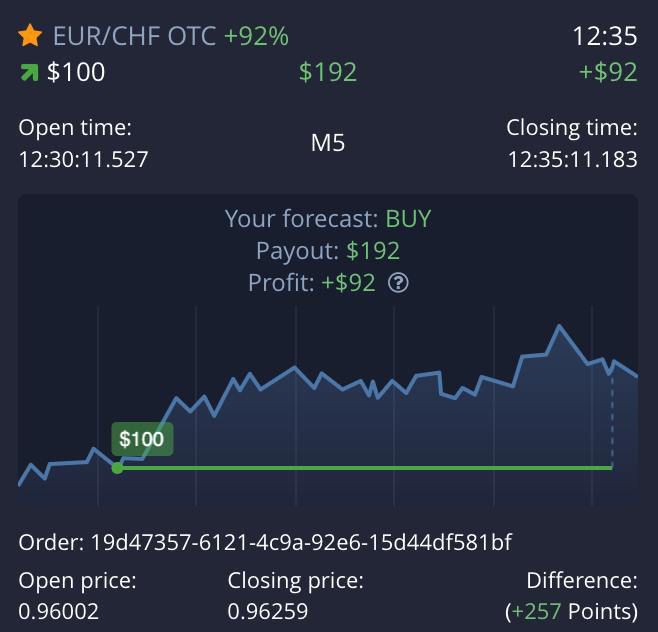 EUR/CHF OTC +92% 12:35
$100 $192 +$92
Open time: Closing time:
12:30:11.527 M5 12:35:11.183
Your forecast: BUY
Payout: $192
Profit: +$92 ?
$100
Order: 19d47357-6121-4c9a-92e6-15d44df581bf
Open price: Closing price: Difference:
0.96002 0.96259 (+257 Points)